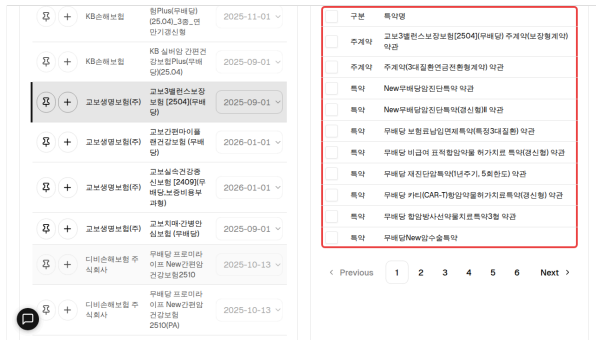 KB손해보험
험Plus(무배당)
(25.04)_3종_연
만기갱신형
2025-11-01
KB손해보험
KB 실버암 간편건
강보험Plus(무배
당)(25.04)
2025-09-01
교보생명보험(주)
교보3밸런스보장
보험 [2504](무배
당)
2025-09-01
교보생명보험(주)
교보간편마이플
랜건강보험 (무배
당)
2026-01-01
교보생명보험(주)
교보실속건강종
신보험 [2409](무
배당,보증비용부
과형)
2026-01-01
교보생명보험(주)
교보치매·간병안
심보험 (무배당)
2025-09-01
디비손해보험 주
식회사
무배당 프로미라
이프 New간편암
건강보험2510
2025-10-13
디비손해보험 주
식회사
무배당 프로미라
이프 New간편암
건강보험
2510(PA)
2025-10-13
구분 특약명
주계약 교보3밸런스보장보험[2504](무배당) 주계약(보장형계약)
약관
주계약 주계약(3대질환연금전환형계약) 약관
특약 New무배당암진단특약 약관
특약 New무배당암진단특약(갱신형)II 약관
특약 무배당 보험료납입면제특약(특정3대질환) 약관
특약 무배당 비급여 표적항암약물 허가치료 특약(갱신형) 약관
특약 무배당 재진단암특약(1년주기, 5회한도) 약관
특약 무배당 카티(CAR-T)항암약물허가치료특약(갱신형) 약관
특약 무배당 항암방사선약물치료특약3형 약관
특약 무배당New암수술특약
Previous 1 2 3 4 5 6 Next